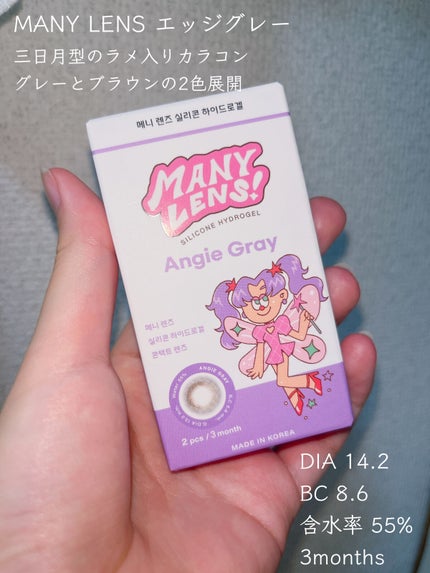 MANY LENS エッジグレー
三日月型のラメ入りカラコン
グレーとブラウンの2色展開
메니 렌즈 실리콘 하이드로겔
MANY
LENS!
SILICONE HYDROGEL
Angie Gray
메니 렌즈
실리콘 하이드로겔
콘택트 렌즈
ANGIE GRAY
2 pcs / 3 month
MADE IN KOREA
DIA 14.2
BC 8.6
含水率 55%
3months